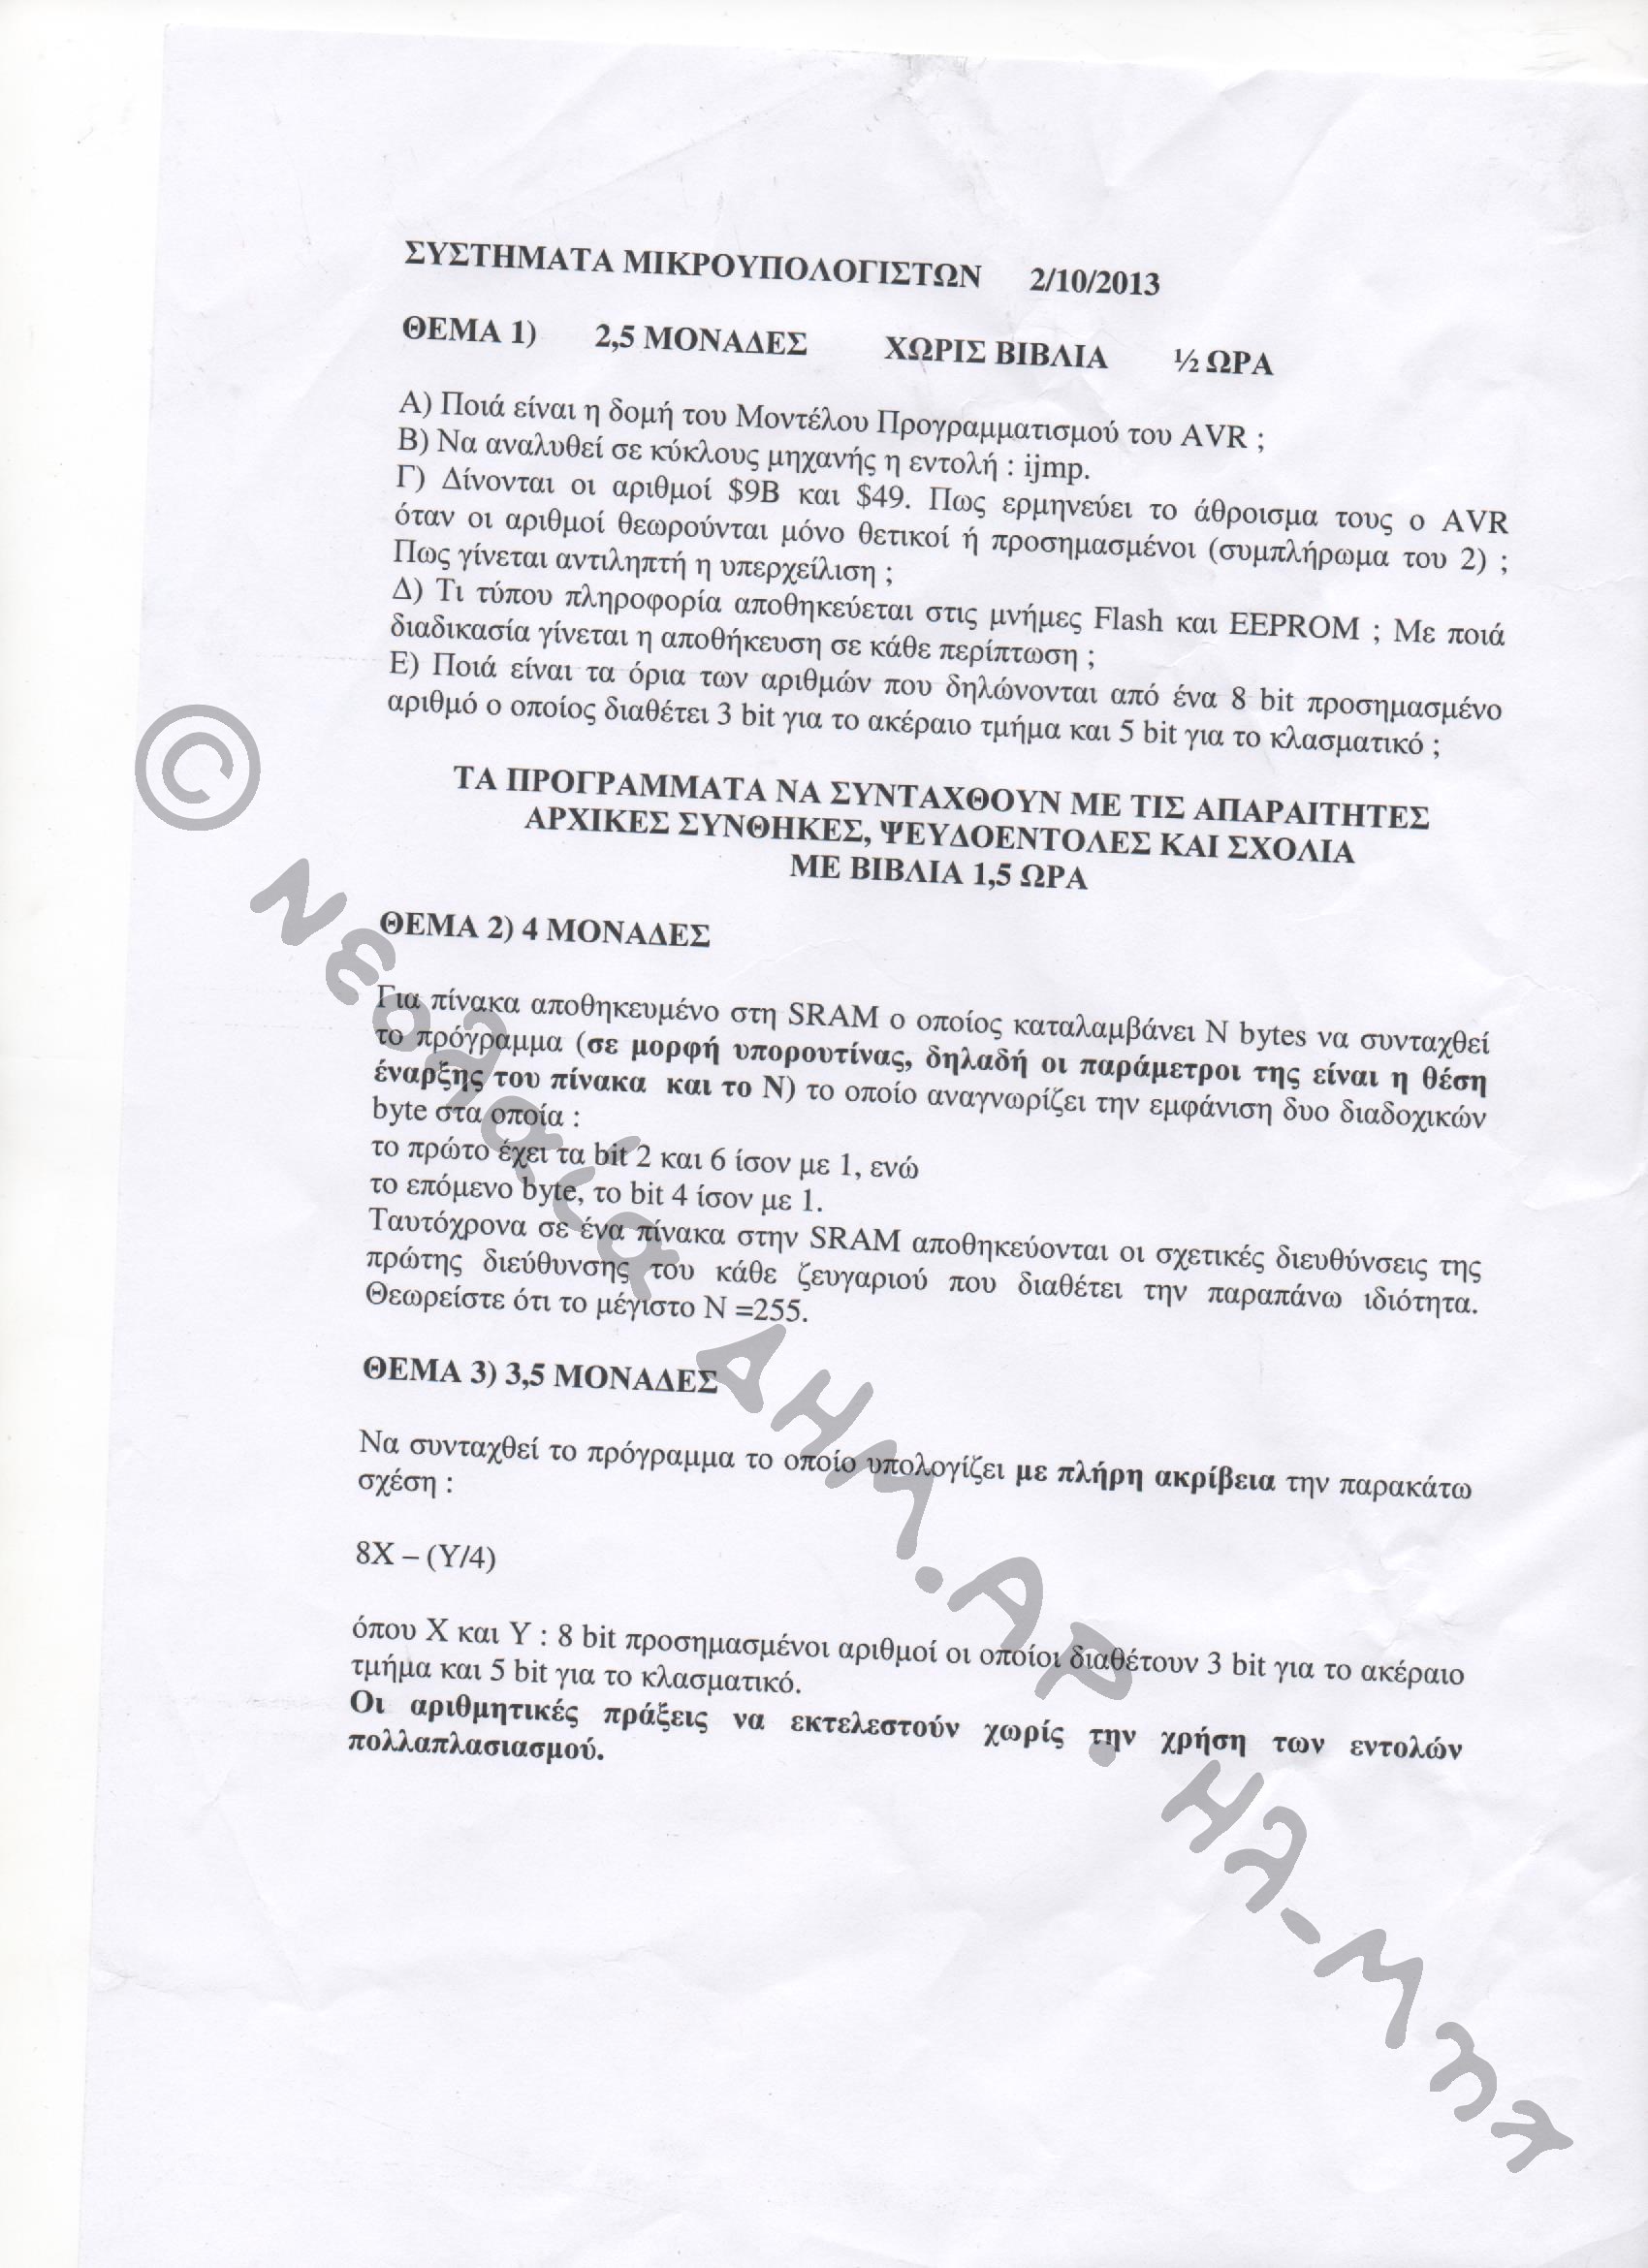 ΣΥΣΤΗΜΑΤΑ ΜΙΚΡΟΥΠΟΛΟΓΙΣΤΩΝ 2/10/2013
ΘΕΜΑ 1) 2,5 ΜΟΝΑΔΕΣ ΧΩΡΙΣ ΒΙΒΛΙΑ ½ ΩΡΑ
Α) Ποιά είναι η δομή του Μοντέλου Προγραμματισμού του AVR ;
Β) Να αναλυθεί σε κύκλους μηχανής η εντολή : ijmp.
Γ) Δίνονται οι αριθμοί $9B και $49. Πως ερμηνεύει το άθροισμα τους ο AVR
όταν οι αριθμοί θεωρούνται μόνο θετικοί ή προσημασμένοι (συμπλήρωμα του 2) ;
Πως γίνεται αντιληπτή η υπερχείλιση ;
Δ) Τι τύπου πληροφορία αποθηκεύεται στις μνήμες Flash και EEPROM ; Με ποιά
διαδικασία γίνεται η αποθήκευση σε κάθε περίπτωση ;
Ε) Ποιά είναι τα όρια των αριθμών που δηλώνονται από ένα 8 bit προσημασμένο
αριθμό ο οποίος διαθέτει 3 bit για το ακέραιο τμήμα και 5 bit για το κλασματικό ;
ΤΑ ΠΡΟΓΡΑΜΜΑΤΑ ΝΑ ΣΥΝΤΑΧΘΟΥΝ ΜΕ ΤΙΣ ΑΠΑΡΑΙΤΗΤΕΣ
ΑΡΧΙΚΕΣ ΣΥΝΘΗΚΕΣ, ΨΕΥΔΟΕΝΤΟΛΕΣ ΚΑΙ ΣΧΟΛΙΑ
ΜΕ ΒΙΒΛΙΑ 1,5 ΩΡΑ
ΘΕΜΑ 2) 4 ΜΟΝΑΔΕΣ
Για πίνακα αποθηκευμένο στη SRAM ο οποίος καταλαμβάνει N bytes να συνταχθεί
το πρόγραμμα (σε μορφή υπορουτίνας, δηλαδή οι παράμετροι της είναι η θέση
έναρξης του πίνακα και το Ν) το οποίο αναγνωρίζει την εμφάνιση δυο διαδοχικών
byte στα οποία :
το πρώτο έχει τα bit 2 και 6 ίσον με 1, ενώ
το επόμενο byte, το bit 4 ίσον με 1.
Ταυτόχρονα σε ένα πίνακα στην SRAM αποθηκεύονται οι σχετικές διευθύνσεις της
πρώτης διεύθυνσης του κάθε ζευγαριού που διαθέτει την παραπάνω ιδιότητα.
Θεωρείστε ότι το μέγιστο N =255.
ΘΕΜΑ 3) 3,5 ΜΟΝΑΔΕΣ
Να συνταχθεί το πρόγραμμα το οποίο υπολογίζει με πλήρη ακρίβεια την παρακάτω
σχέση :
8X – (Y/4)
όπου X και Y : 8 bit προσημασμένοι αριθμοί οι οποίοι διαθέτουν 3 bit για το ακέραιο
τμήμα και 5 bit για το κλασματικό.
Οι αριθμητικές πράξεις να εκτελεστούν χωρίς την χρήση των εντολών
πολλαπλασιασμού.
© Νεολαία ΔΗΜ.ΑΡ. Ηλ-Μηχ